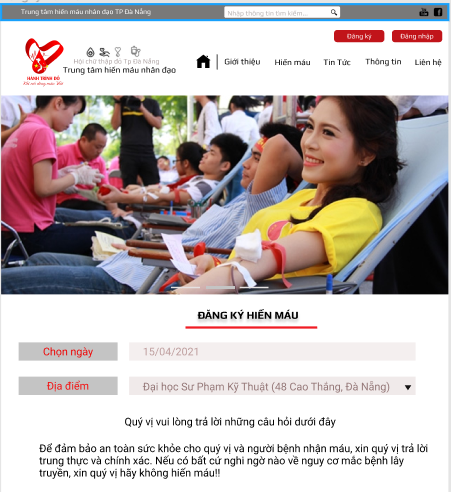 Trung tâm hiến máu nhân đạo TP Đà Nẵng
Nhập thông tin tìm kiếm...
Đăng ký
Đăng nhập
Hội chữ thập đỏ Tp Đà Nẵng
Trung tâm hiến máu nhân đạo
HÀNH TRÌNH ĐỎ
Kết nối dòng máu Việt
Giới thiệu
Hiến máu
Tin Tức
Thông tin
Liên hệ
ĐĂNG KÝ HIẾN MÁU
Chọn ngày
15/04/2021
Địa điểm
Đại học Sư Phạm Kỹ Thuật (48 Cao Thắng, Đà Nẵng)
Quý vị vui lòng trả lời những câu hỏi dưới đây
Để đảm bảo an toàn sức khỏe cho quý vị và người bệnh nhận máu, xin quý vị trả lời
trung thực và chính xác. Nếu có bất cứ nghi ngờ nào về nguy cơ mắc bệnh lây
truyền, xin quý vị hãy không hiến máu!!